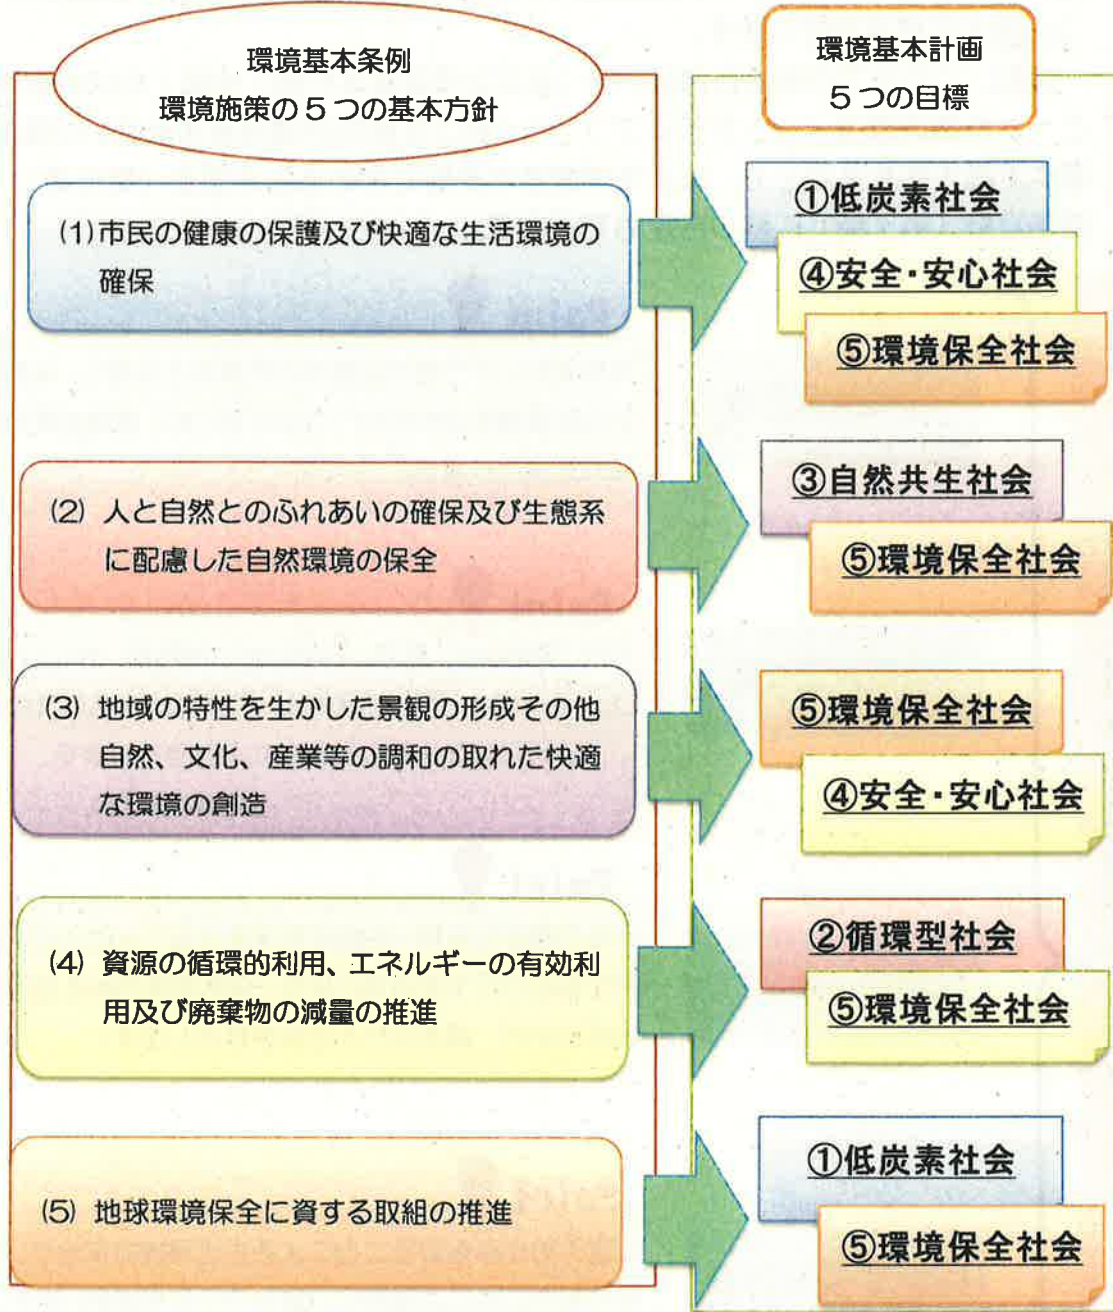 環境基本条例
環境施策の5つの基本方針
環境基本計画
5つの目標
(1)市民の健康の保護及び快適な生活環境の
確保
①低炭素社会
④安全・安心社会
⑤環境保全社会
(2) 人と自然とのふれあいの確保及び生態系
に配慮した自然環境の保全
③自然共生社会
⑤環境保全社会
(3) 地域の特性を生かした景観の形成その他
自然、文化、産業等の調和の取れた快適
な環境の創造
⑤環境保全社会
④安全・安心社会
(4) 資源の循環的利用、エネルギーの有効利
用及び廃棄物の減量の推進
②循環型社会
⑤環境保全社会
(5) 地球環境保全に資する取組の推進
①低炭素社会
⑤環境保全社会